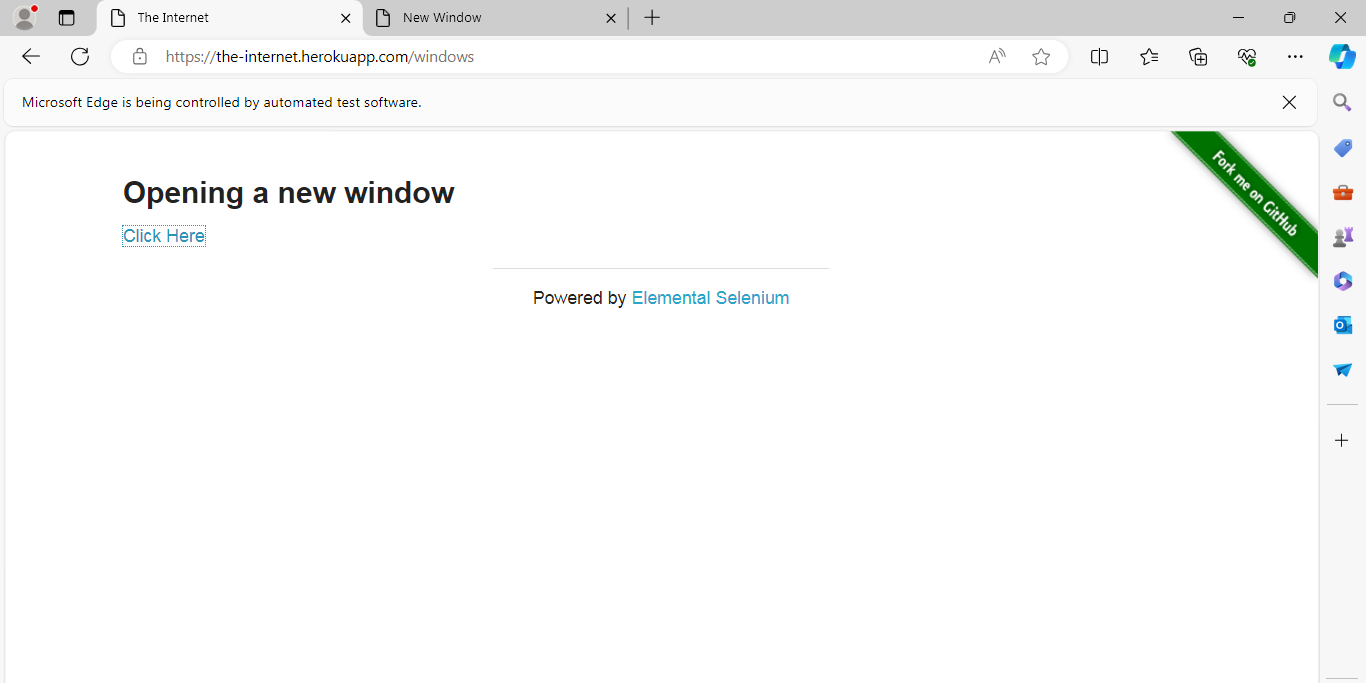 The Internet
New Window
https://the-internet.herokuapp.com/windows
Microsoft Edge is being controlled by automated test software.
Fork me on GitHub
Opening a new window
Click Here
Powered by Elemental Selenium